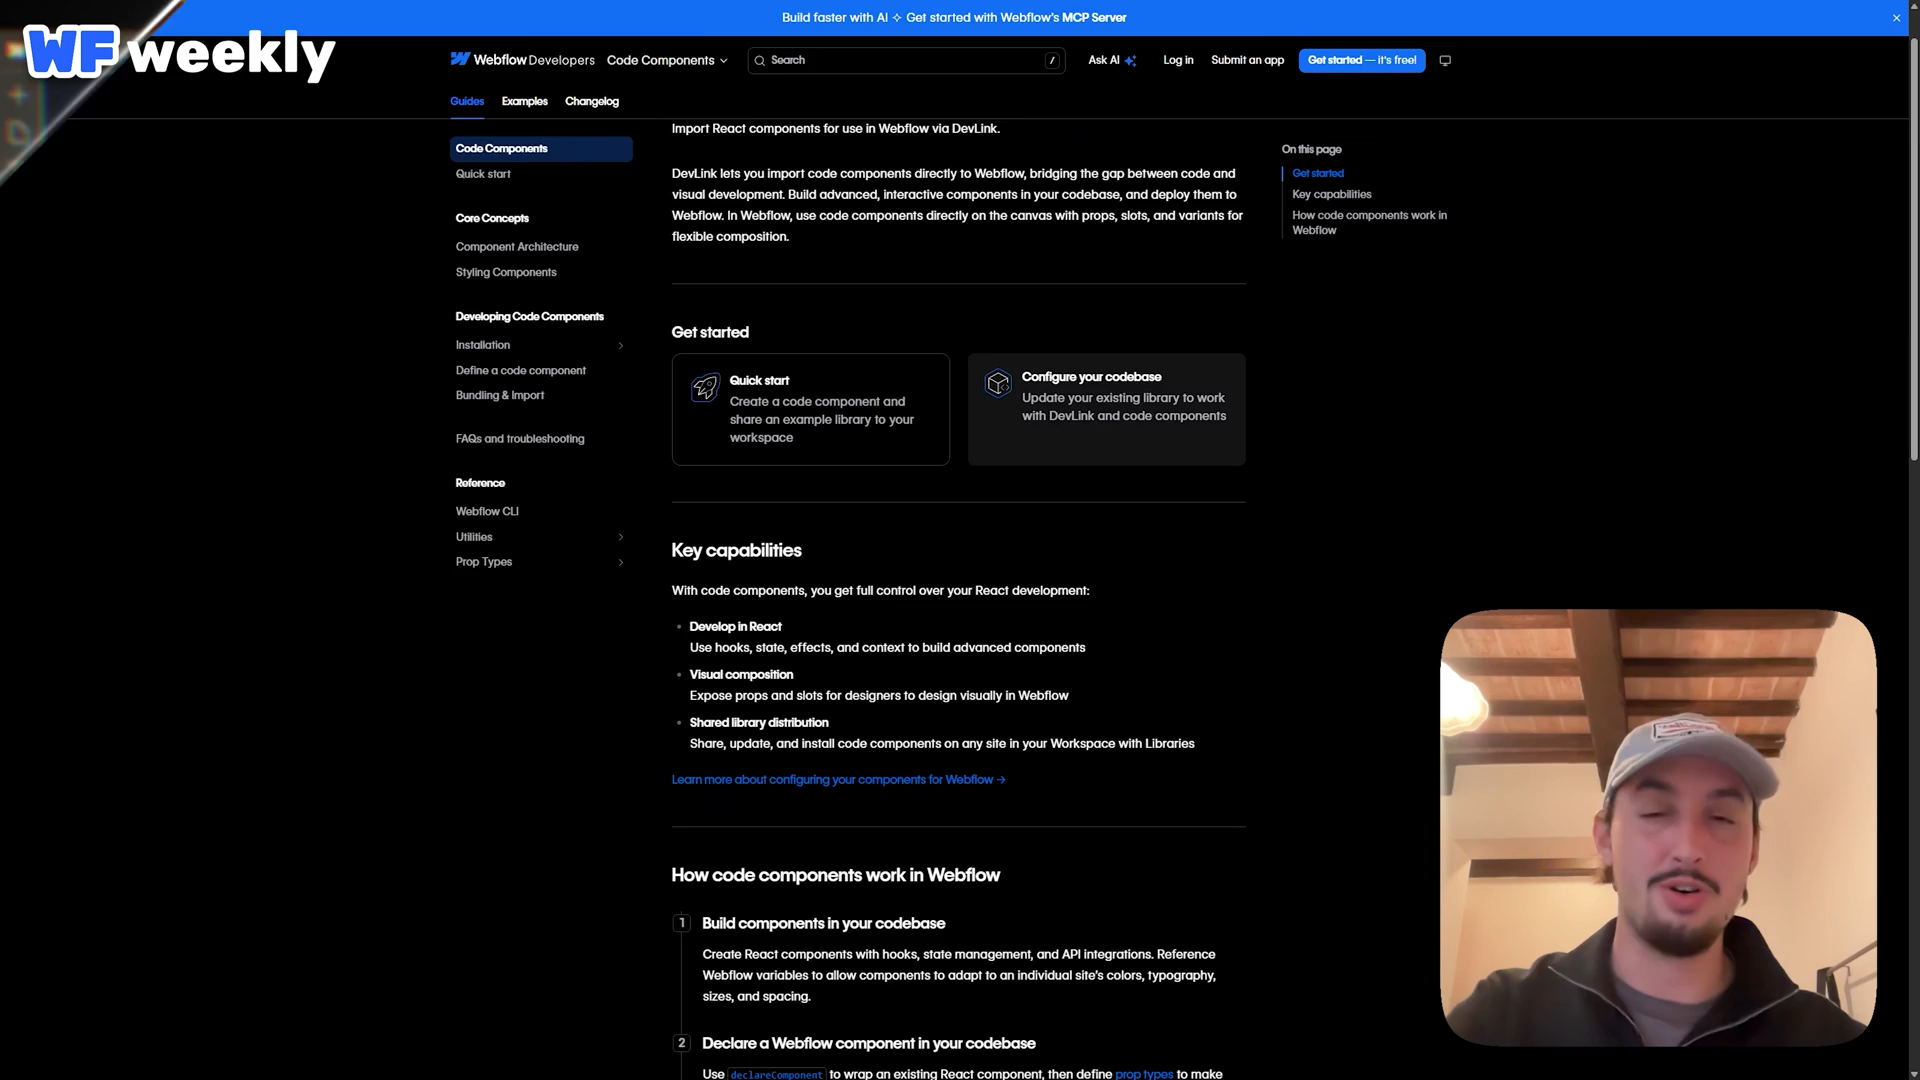 Build faster with AI ✧ Get started with Webflow's MCP Server
WF weekly
Webflow Developers
Code Components
Search
/
Ask AI
Log in
Submit an app
Get started — it's free!
Guides
Examples
Changelog
Code Components
Quick start
Core Concepts
Component Architecture
Styling Components
Developing Code Components
Installation
Define a code component
Bundling & Import
FAQs and troubleshooting
Reference
Webflow CLI
Utilities
Prop Types
Import React components for use in Webflow via DevLink.
DevLink lets you import code components directly to Webflow, bridging the gap between code and
visual development. Build advanced, interactive components in your codebase, and deploy them to
Webflow. In Webflow, use code components directly on the canvas with props, slots, and variants for
flexible composition.
Get started
Quick start
Create a code component and
share an example library to your
workspace
Configure your codebase
Update your existing library to work
with DevLink and code components
Key capabilities
With code components, you get full control over your React development:
• Develop in React
Use hooks, state, effects, and context to build advanced components
• Visual composition
Expose props and slots for designers to design visually in Webflow
• Shared library distribution
Share, update, and install code components on any site in your Workspace with Libraries
Learn more about configuring your components for Webflow →
How code components work in Webflow
1 Build components in your codebase
Create React components with hooks, state management, and API integrations. Reference
Webflow variables to allow components to adapt to an individual site's colors, typography,
sizes, and spacing.
2 Declare a Webflow component in your codebase
Use declareComponent to wrap an existing React component, then define prop types to make
On this page
Get started
Key capabilities
How code components work in
Webflow